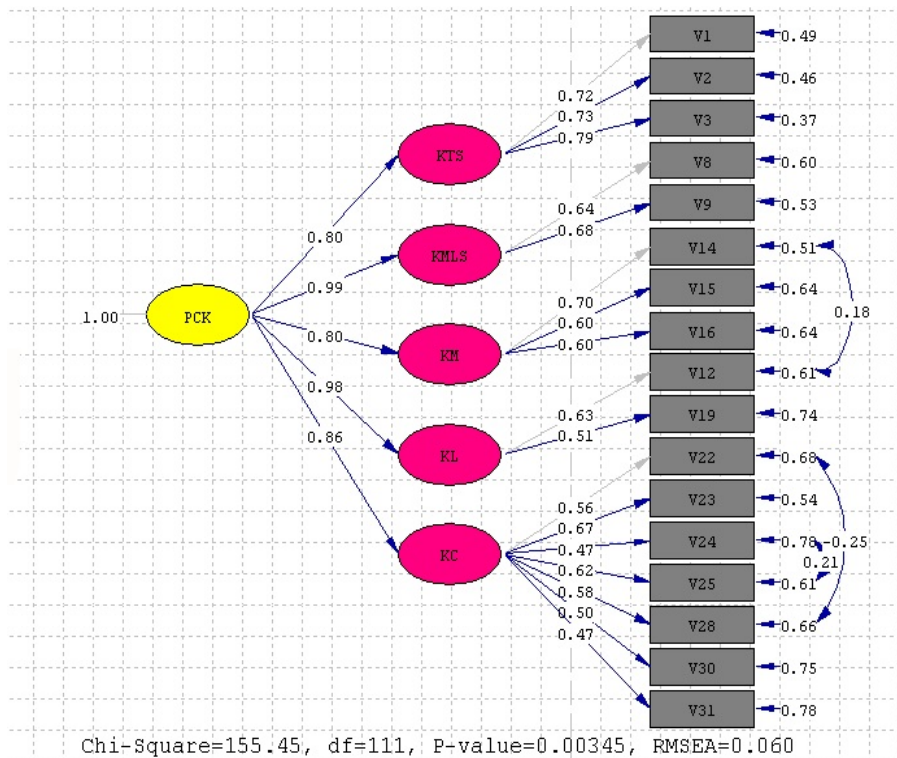 V1 0.49
0.72
V2 0.46
0.73
V3 0.37
0.79
KTS
V8 0.60
0.64
V9 0.53
0.68
0.80
KMLS
V14 0.51
0.99
0.70
V15 0.64
1.00 PCK
0.60
0.18
V16 0.64
0.80
KM
0.60
V12 0.61
0.98
0.63
V19 0.74
0.51
0.86
KL
V22 0.68
0.56
V23 0.54
0.67
V24 0.78 -0.25
0.47
KC
0.21
0.62
V25 0.61
0.58
V28 0.66
0.50
0.47
V30 0.75
V31 0.78
Chi-Square=155.45, df=111, P-value=0.00345, RMSEA=0.060